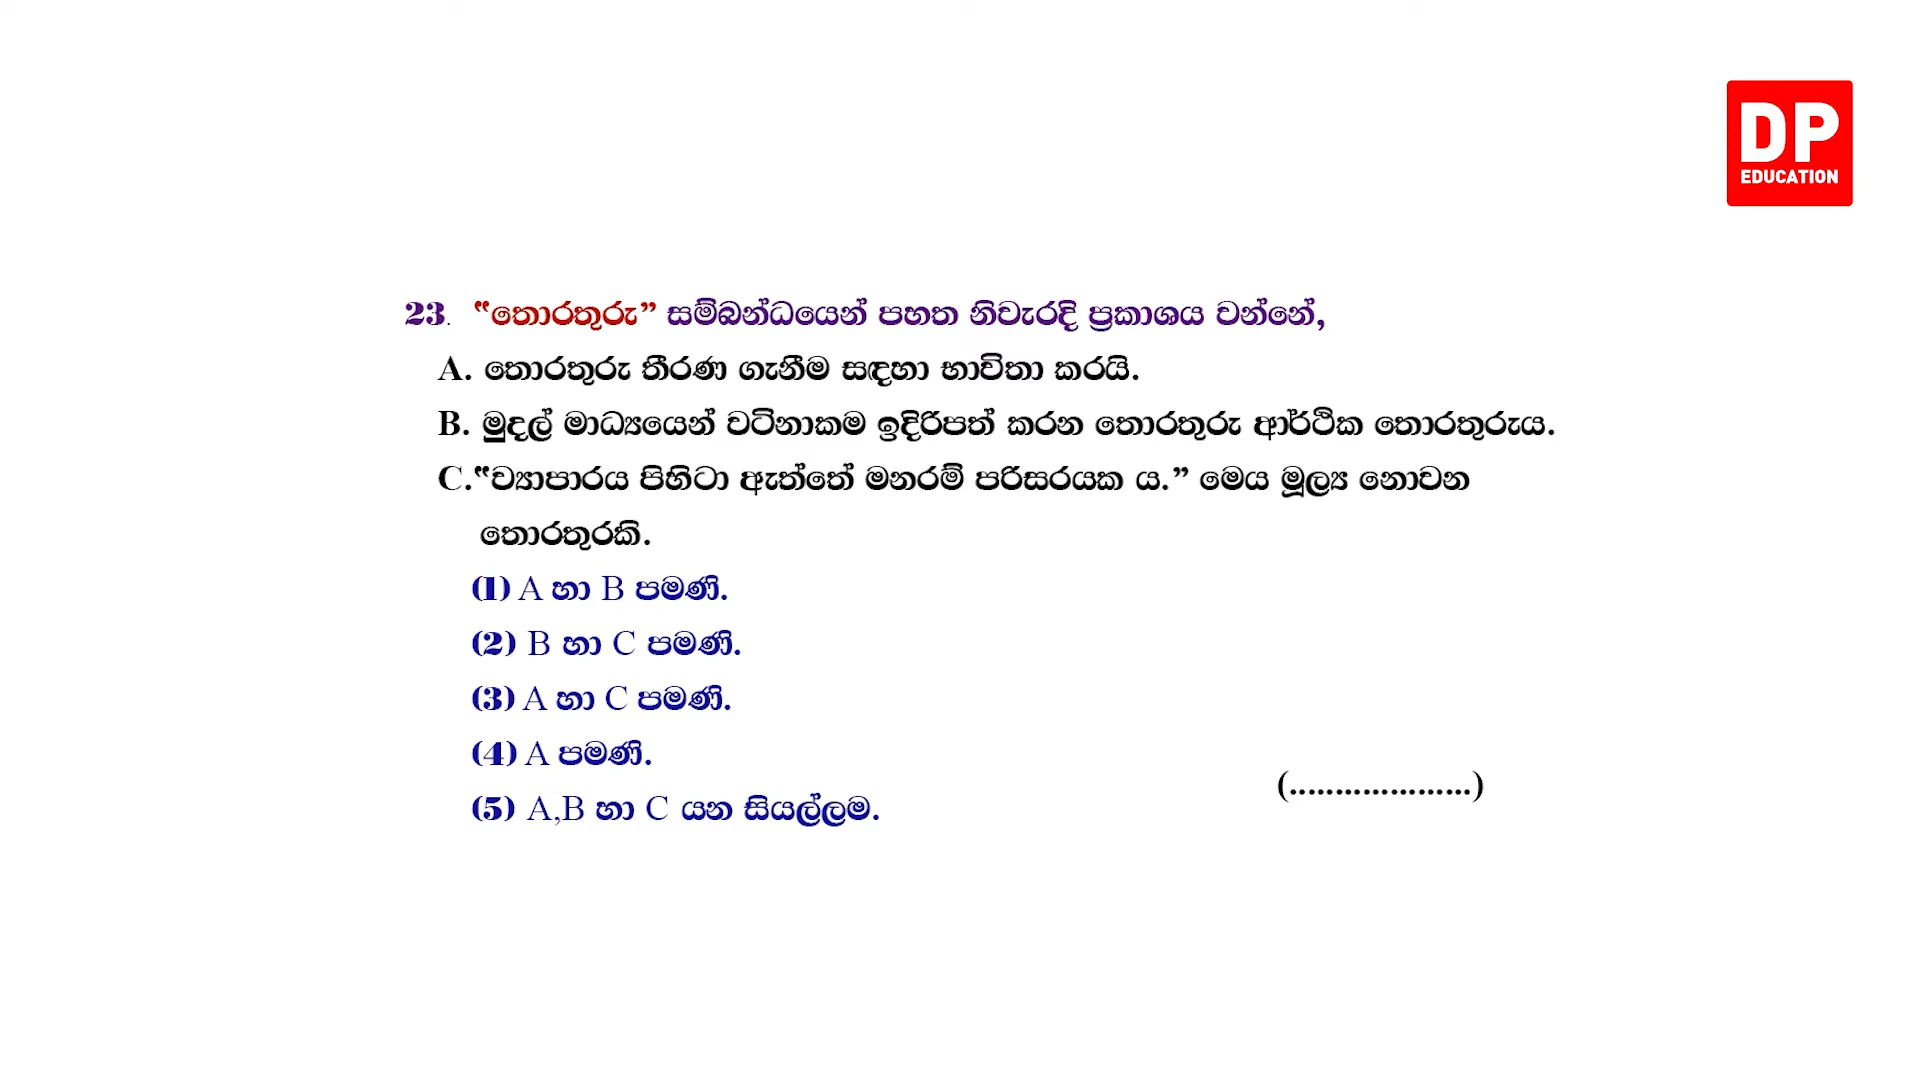 DP
EDUCATION
23. “තොරතුරු” සම්බන්ධයෙන් පහත නිවැරදි ප්‍රකාශය වන්නේ,
A. තොරතුරු තීරණ ගැනීම සඳහා භාවිතා කරයි.
B. මුදල් මාධ්‍යයෙන් වටිනාකම ඉදිරිපත් කරන තොරතුරු ආර්ථික තොරතුරුය.
C.“ව්‍යාපාරය පිහිටා ඇත්තේ මනරම් පරිසරයක ය.” මෙය මූල්‍ය නොවන
තොරතුරකි.
(1) A හා B පමණි.
(2) B හා C පමණි.
(3) A හා C පමණි.
(4) A පමණි.
(5) A,B හා C යන සියල්ලම.
(....................)